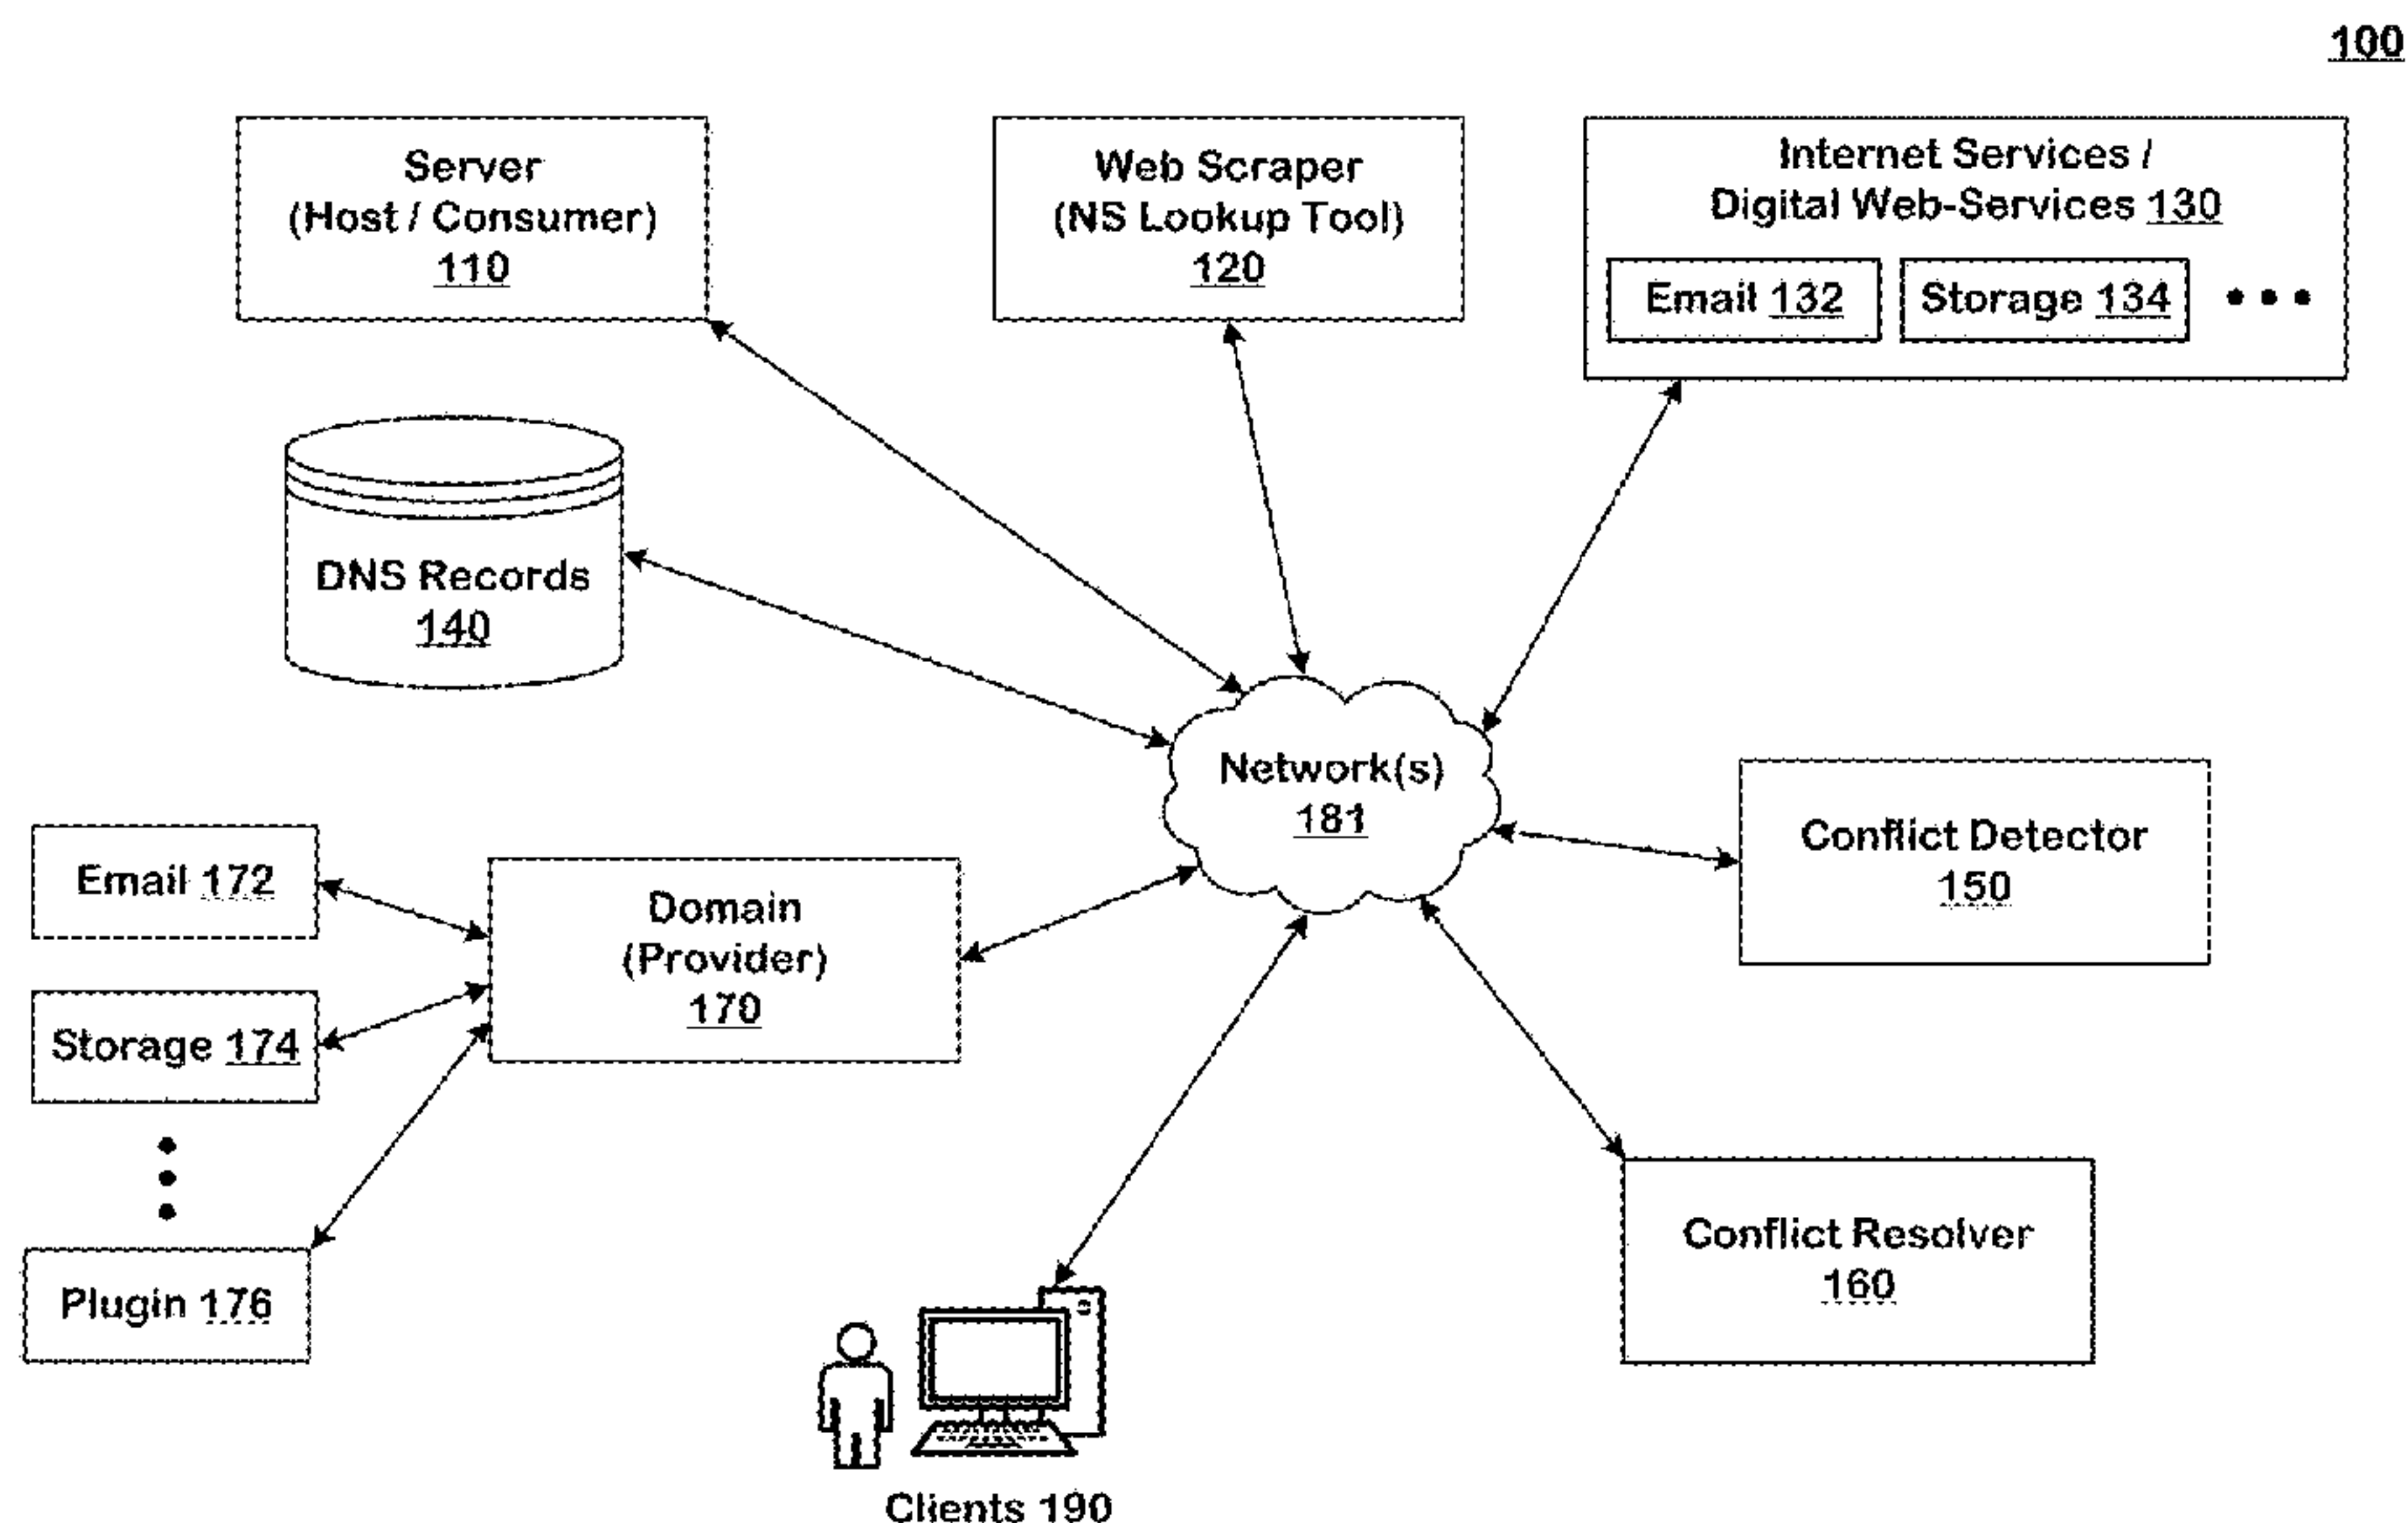 100
Server
(Host / Consumer)
110
Web Scraper
(NS Lookup Tool)
120
Internet Services /
Digital Web-Services 130
Email 132
Storage 134
DNS Records
140
Network(s)
181
Conflict Detector
150
Email 172
Domain
(Provider)
170
Storage 174
Plugin 176
Conflict Resolver
160
Clients 190